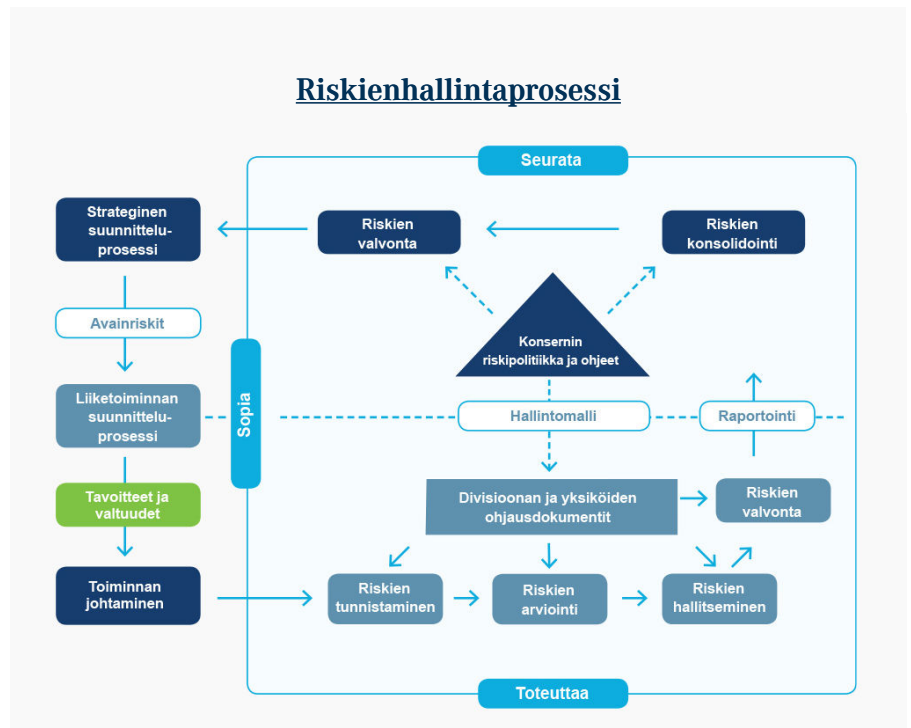 Riskienhallintaprosessi
Seurata
Strateginen
suunnittelu-
prosessi
Riskien
valvonta
Riskien
konsolidointi
Avainriskit
Konsernin
riskipolitiikka ja ohjeet
Sopia
Liiketoiminnan
suunnittelu-
prosessi
Hallintomalli
Raportointi
Tavoitteet ja
valtuudet
Divisioonan ja yksiköiden
ohjausdokumentit
Riskien
valvonta
Toiminnan
johtaminen
Riskien
tunnistaminen
Riskien
arviointi
Riskien
hallitseminen
Toteuttaa